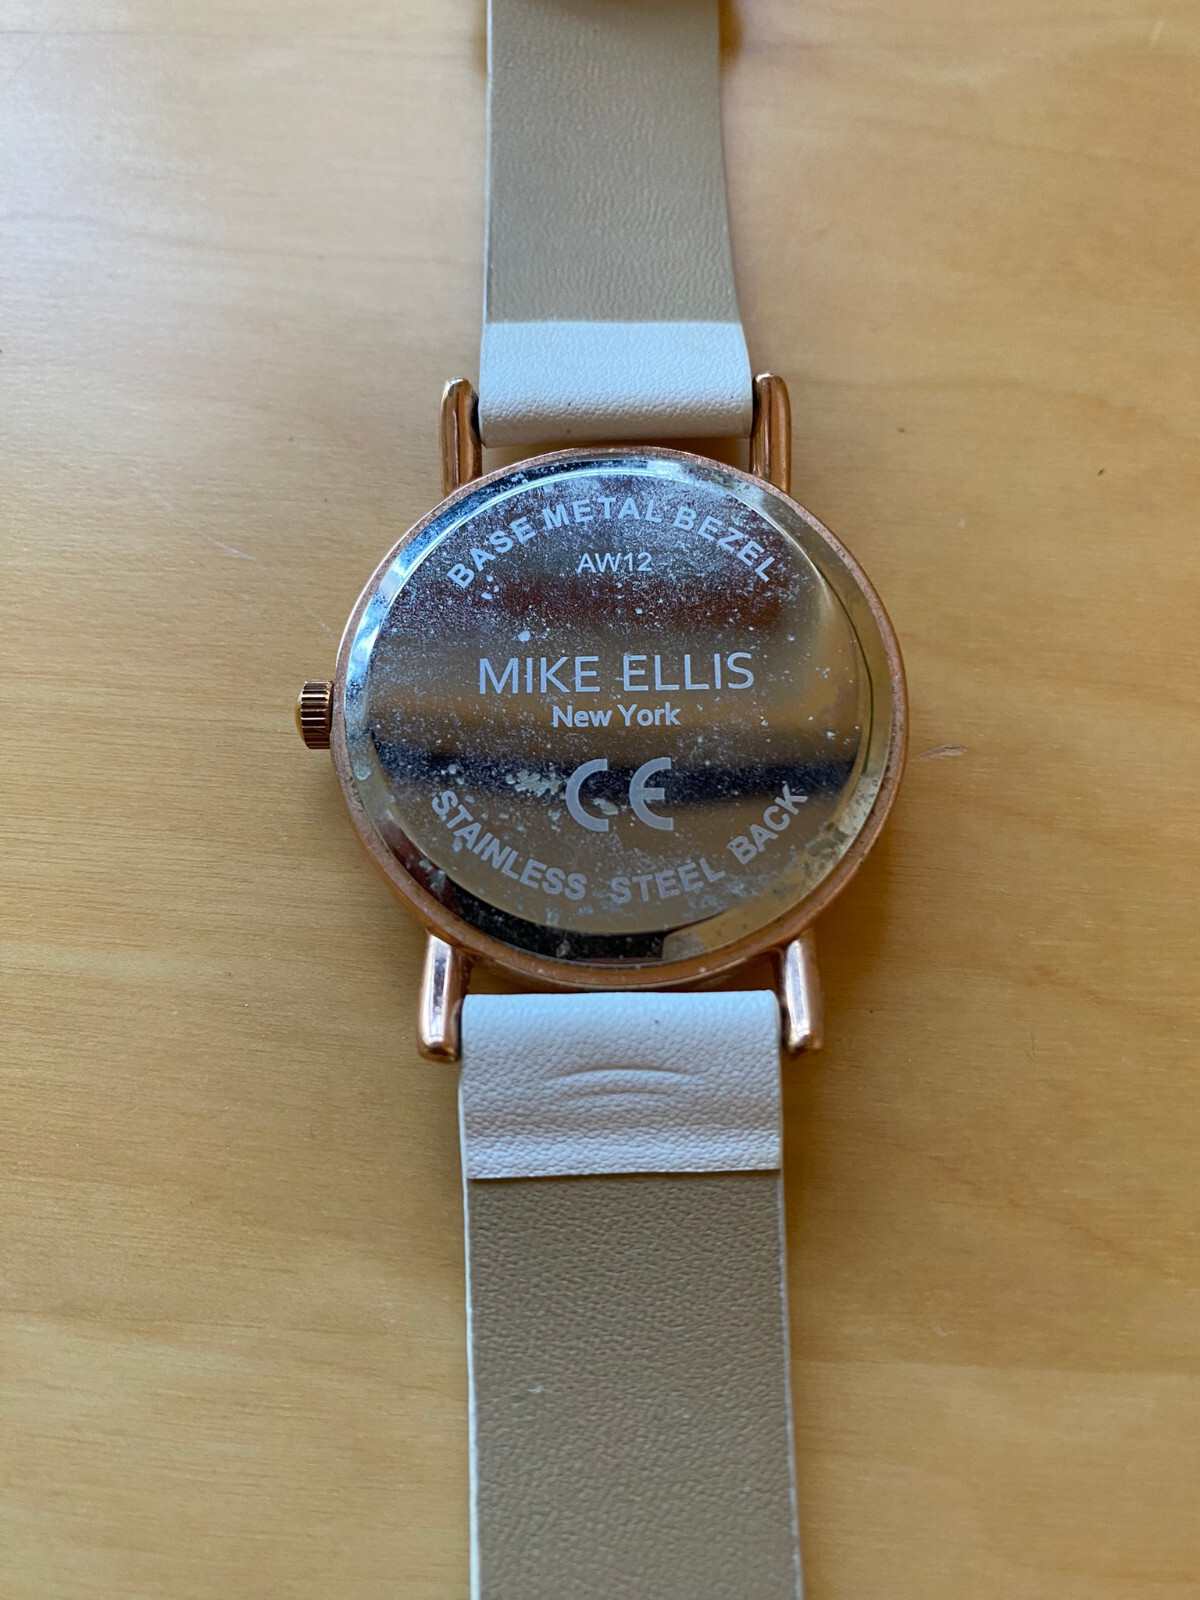 BASE METAL BEZEL
AW12
MIKE ELLIS
New York
CE
STAINLESS STEEL BACK